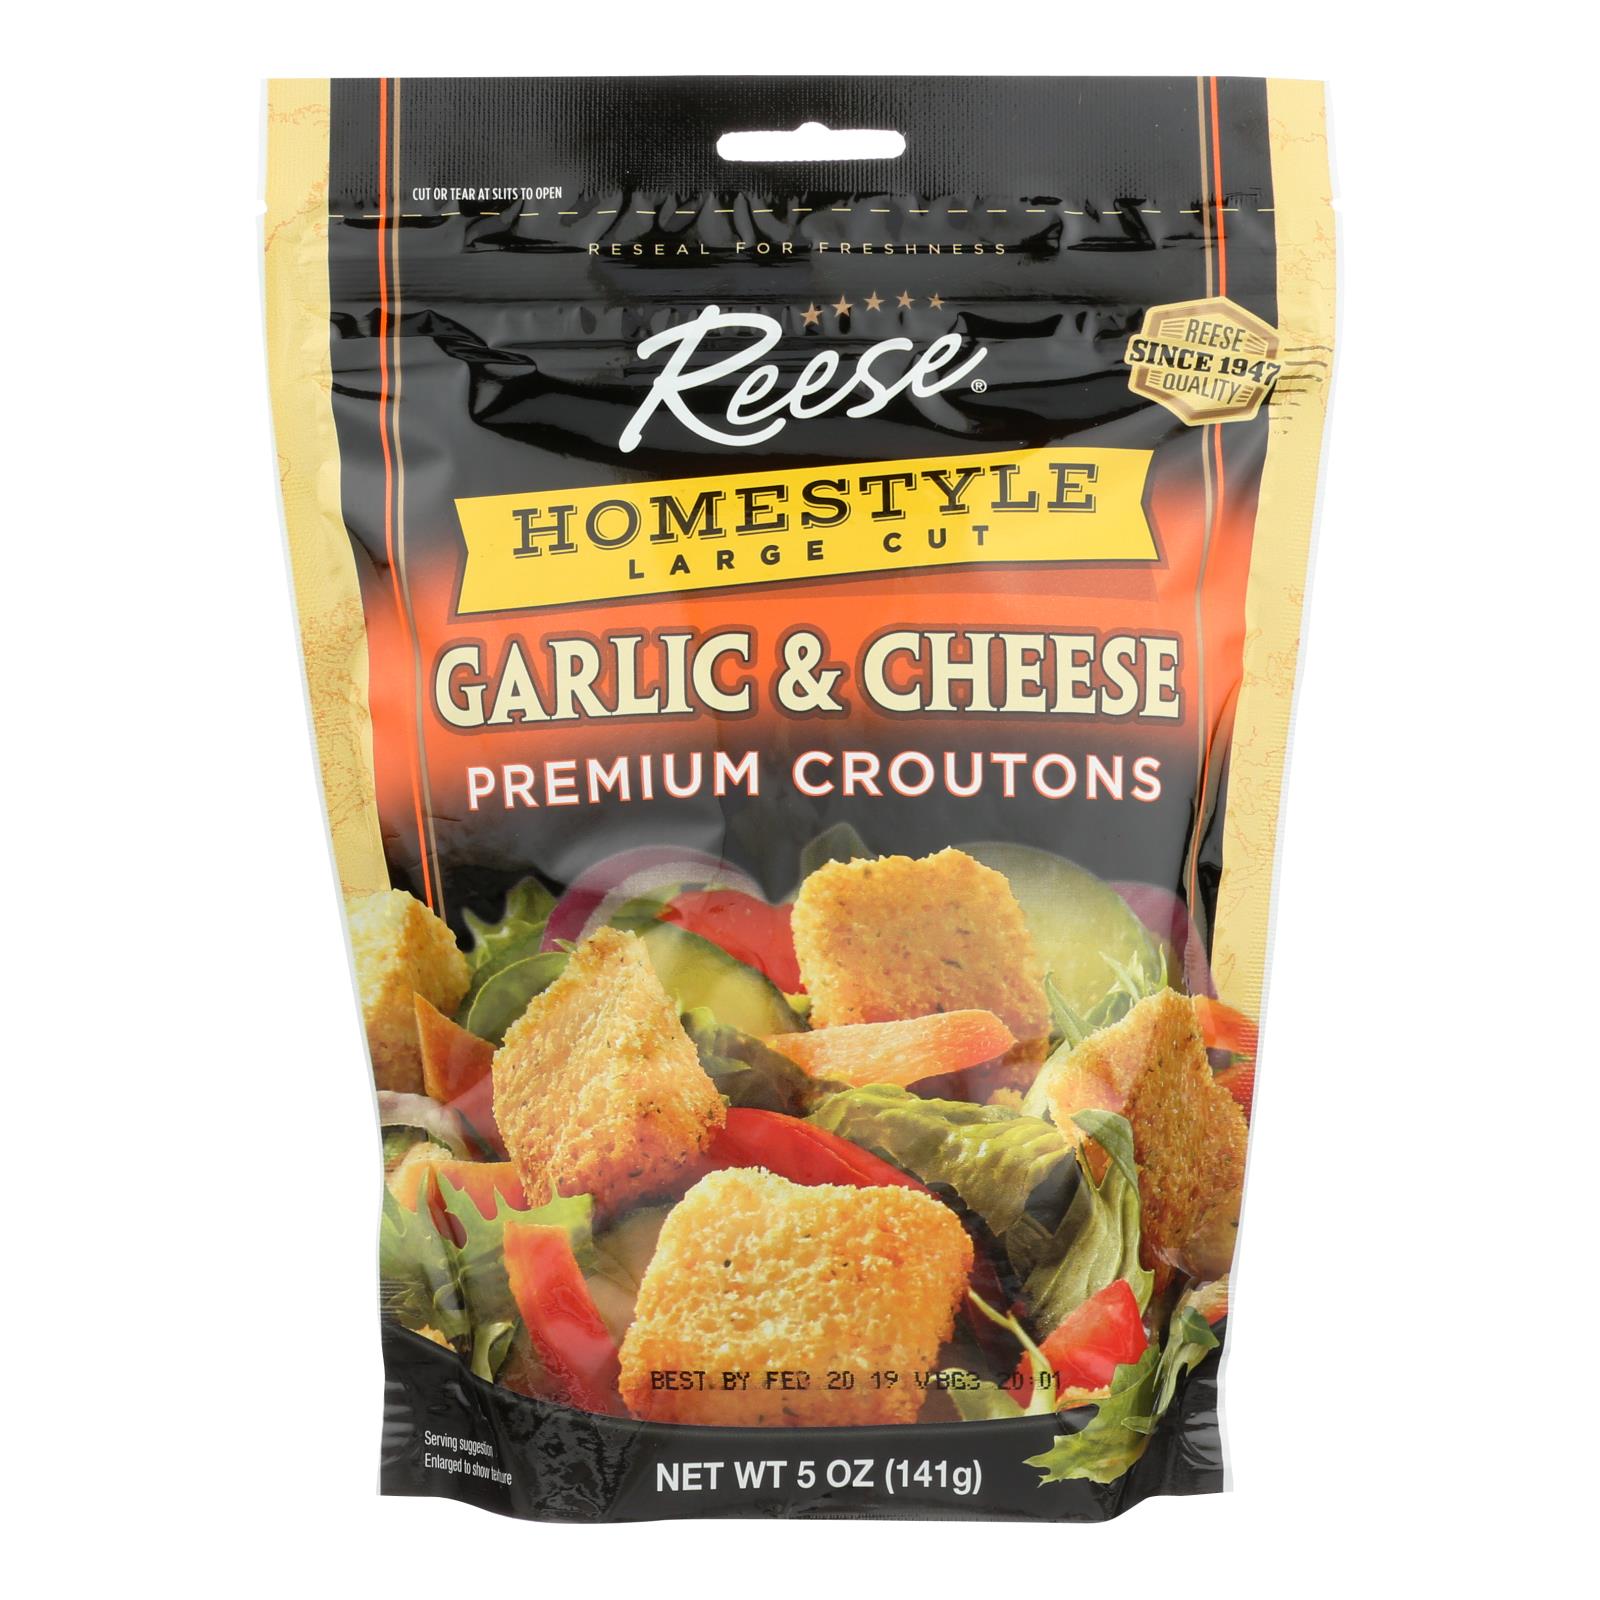 CUT OR TEAR AT SLITS TO OPEN
RESEAL FOR FRESHNESS
Reese®
REESE
SINCE 1947
QUALITY
HOMESTYLE
LARGE CUT
GARLIC & CHEESE
PREMIUM CROUTONS
BEST BY FEB 20 19 VBG3 20:01
Serving suggestion
Enlarged to show texture
NET WT 5 OZ (141g)